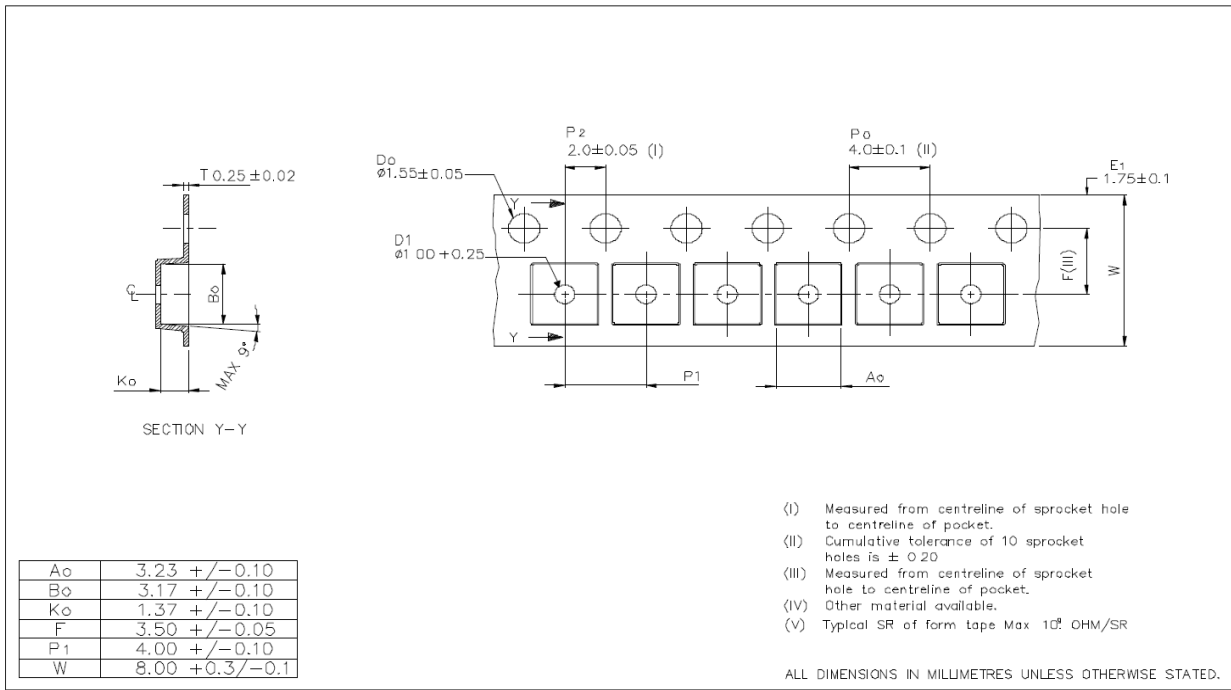 P2
2.0±0.05 (I)
Po
4.0±0.1 (II)
E1
1.75±0.1
Do
ø1.55±0.05
T 0.25±0.02
Y
D1
ø1.00 +0.25
F(III)
W
Bo
Y
MAX 9°
Ko
P1
Ao
SECTION Y-Y
(I) Measured from centreline of sprocket hole
to centreline of pocket.
(II) Cumulative tolerance of 10 sprocket
holes is ± 0.20
(III) Measured from centreline of sprocket
hole to centreline of pocket.
(IV) Other material available.
(V) Typical SR of form tape Max 10⁹ OHM/SR
Ao 3.23 +/-0.10
Bo 3.17 +/-0.10
Ko 1.37 +/-0.10
F 3.50 +/-0.05
P1 4.00 +/-0.10
W 8.00 +0.3/-0.1
ALL DIMENSIONS IN MILLIMETRES UNLESS OTHERWISE STATED.